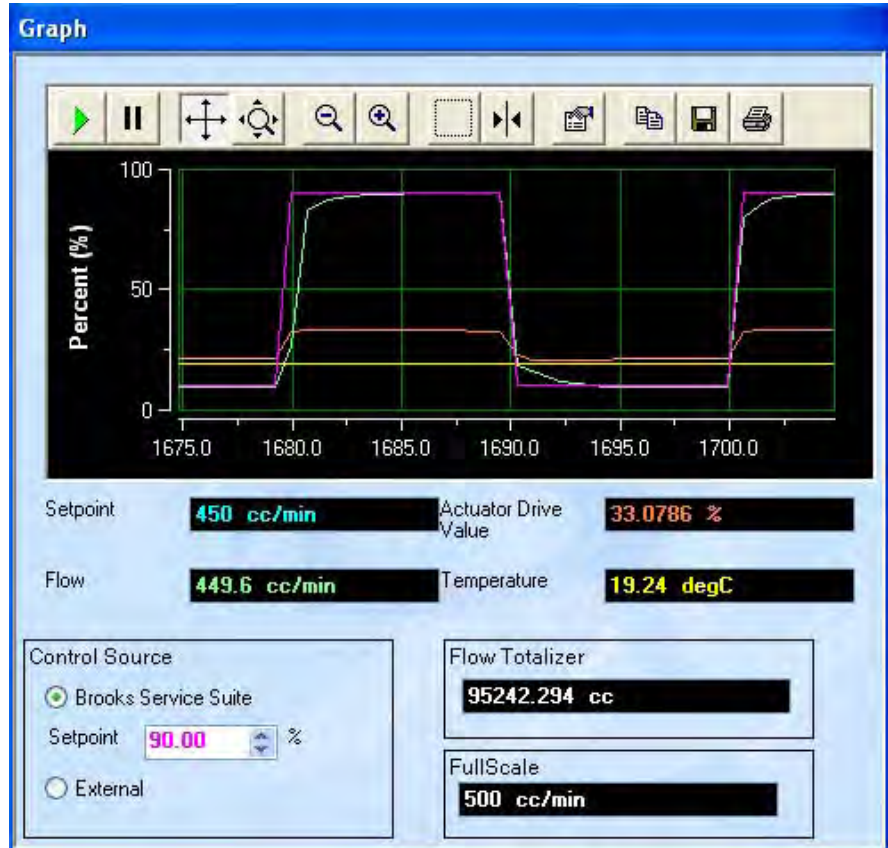 Graph
100
Percent (%)
50
0
1675.0 1680.0 1685.0 1690.0 1695.0 1700.0
Setpoint 450 cc/min
Actuator Drive
Value
33.0786 %
Flow 449.6 cc/min
Temperature 19.24 degC
Control Source
Brooks Service Suite
Setpoint 90.00 %
External
Flow Totalizer
95242.294 cc
FullScale
500 cc/min